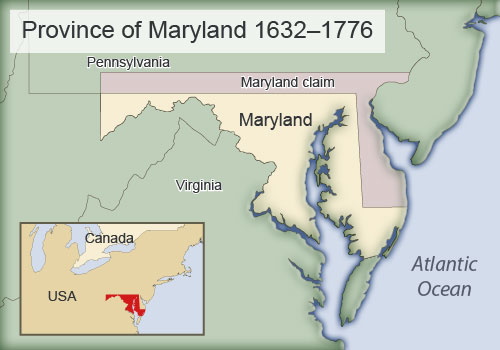 Province of Maryland 1632–1776
Pennsylvania
Maryland claim
Maryland
Virginia
Canada
USA
Atlantic
Ocean